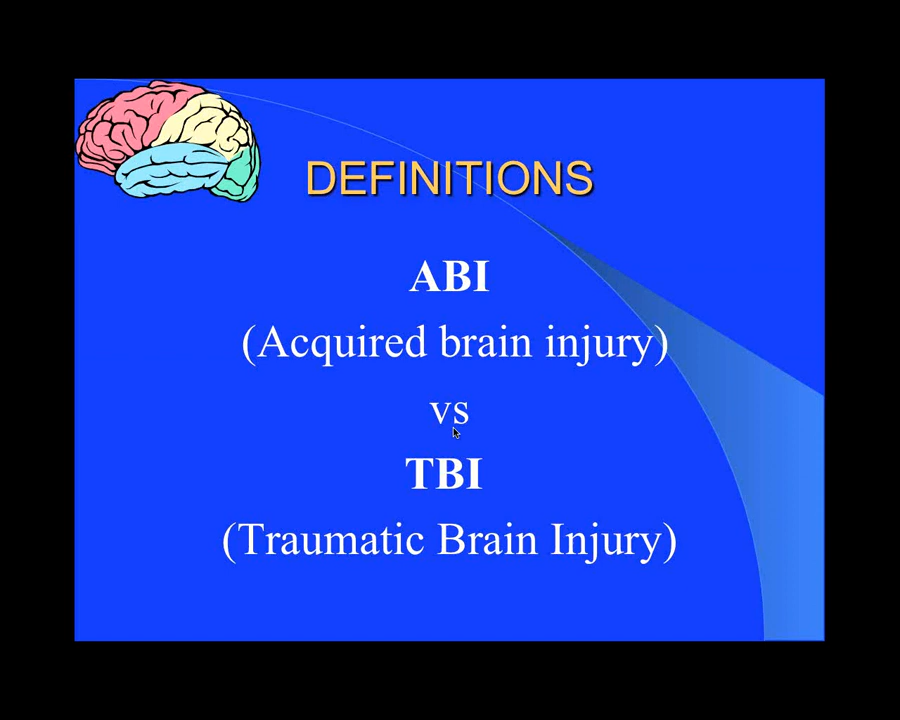 DEFINITIONS
ABI
(Acquired brain injury)
vs
TBI
(Traumatic Brain Injury)